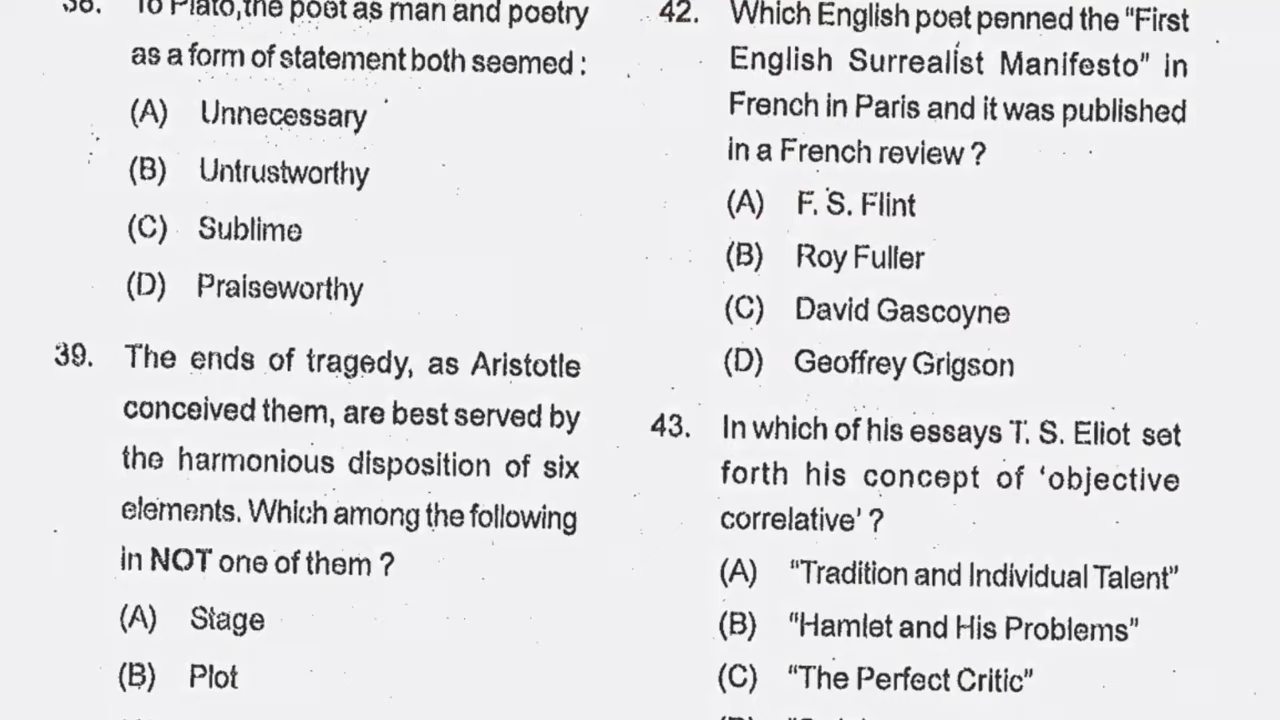 38. To Plato, the poet as man and poetry
as a form of statement both seemed :
(A) Unnecessary
(B) Untrustworthy
(C) Sublime
(D) Praiseworthy
39. The ends of tragedy, as Aristotle
conceived them, are best served by
the harmonious disposition of six
elements. Which among the following
in NOT one of them ?
(A) Stage
(B) Plot
42. Which English poet penned the "First
English Surrealist Manifesto" in
French in Paris and it was published
in a French review ?
(A) F. S. Flint
(B) Roy Fuller
(C) David Gascoyne
(D) Geoffrey Grigson
43. In which of his essays T. S. Eliot set
forth his concept of 'objective
correlative' ?
(A) "Tradition and Individual Talent"
(B) "Hamlet and His Problems"
(C) "The Perfect Critic"